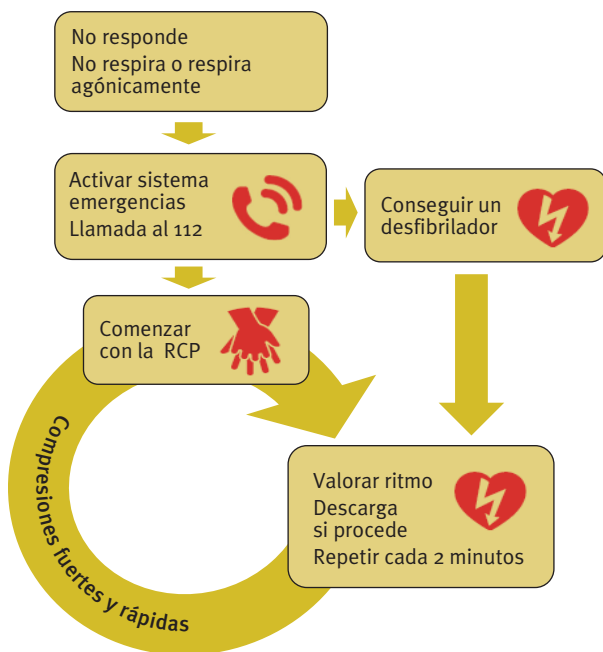 No responde
No respira o respira
agónicamente
Activar sistema
emergencias
Llamada al 112
Conseguir un
desfibrilador
Comenzar
con la RCP
Valorar ritmo
Descarga
si procede
Repetir cada 2 minutos
Compresiones fuertes y rápidas